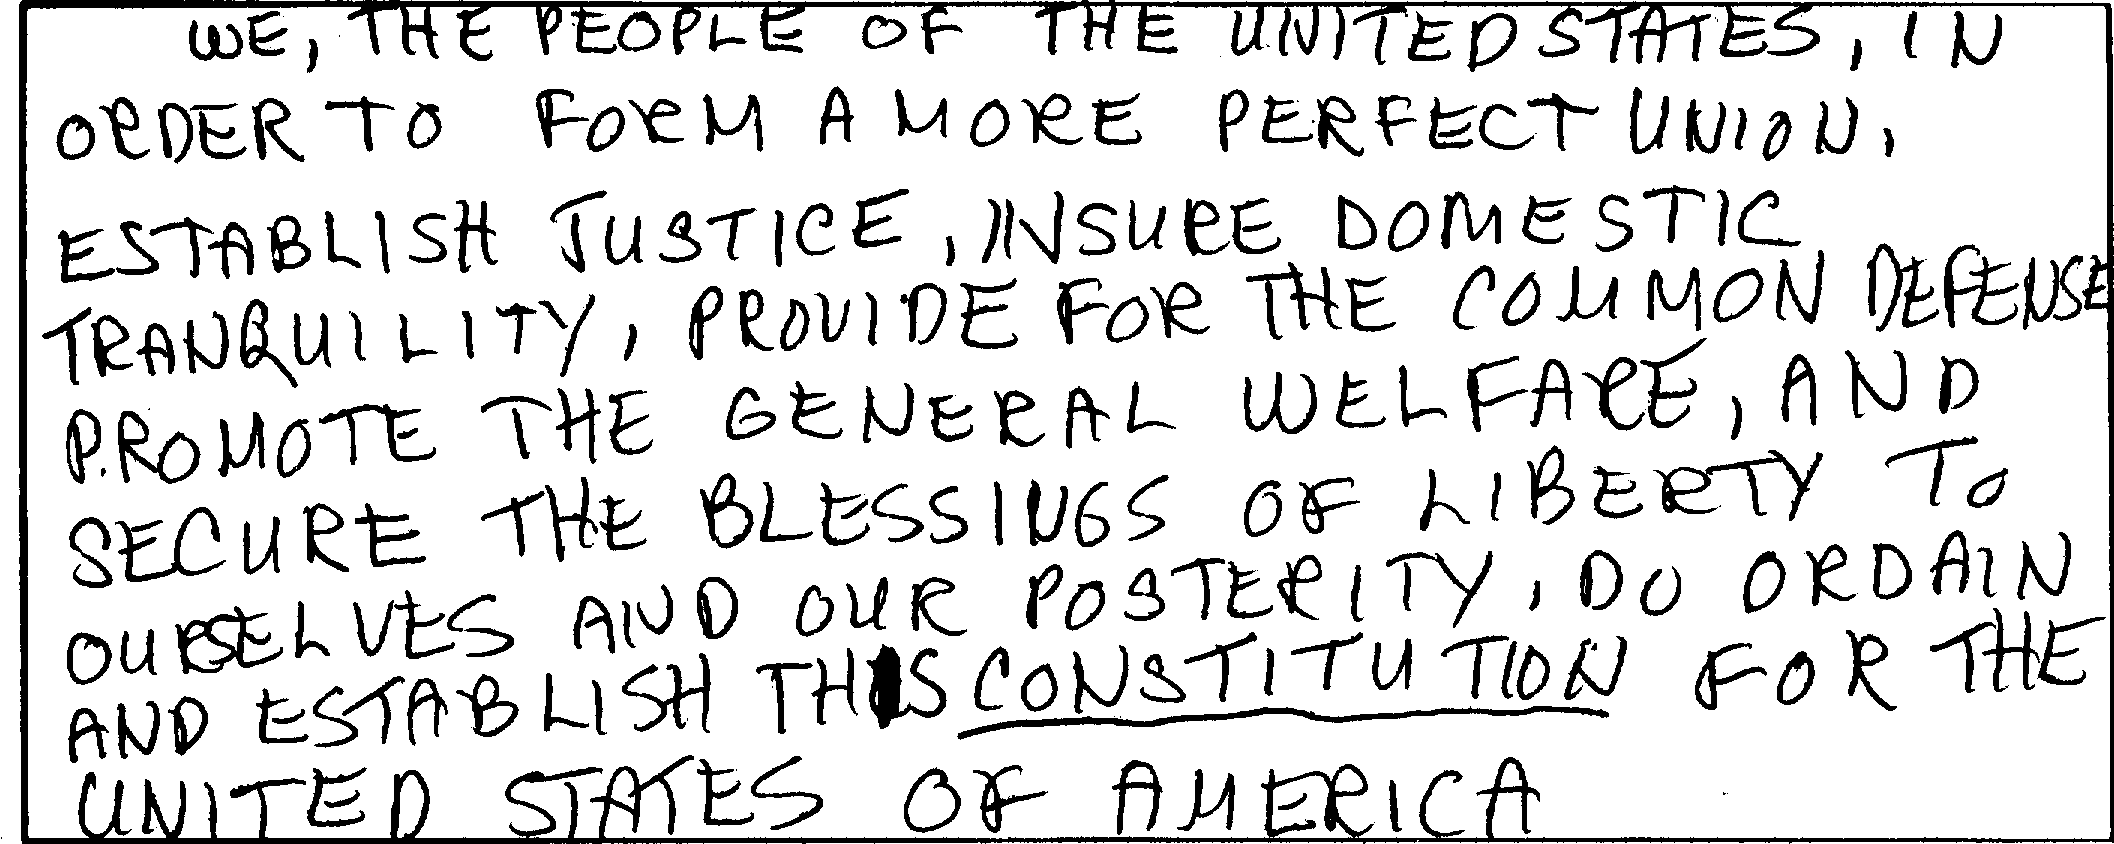 WE, THE PEOPLE OF THE UNITED STATES, IN
ORDER TO FORM A MORE PERFECT UNION,
ESTABLISH JUSTICE, INSURE DOMESTIC
TRANQUILITY, PROVIDE FOR THE COMMON DEFENSE
PROMOTE THE GENERAL WELFARE, AND
SECURE THE BLESSINGS OF LIBERTY TO
OURSELVES AND OUR POSTERITY, DO ORDAIN
AND ESTABLISH THIS CONSTITUTION FOR THE
UNITED STATES OF AMERICA